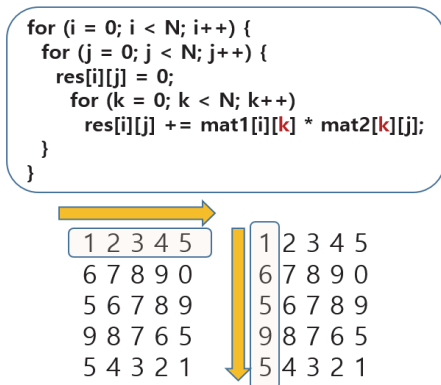 for (i = 0; i < N; i++) {
for (j = 0; j < N; j++) {
res[i][j] = 0;
for (k = 0; k < N; k++)
res[i][j] += mat1[i][k] * mat2[k][j];
}
}
1 2 3 4 5 1 2 3 4 5
6 7 8 9 0 6 7 8 9 0
5 6 7 8 9 5 6 7 8 9
9 8 7 6 5 9 8 7 6 5
5 4 3 2 1 5 4 3 2 1